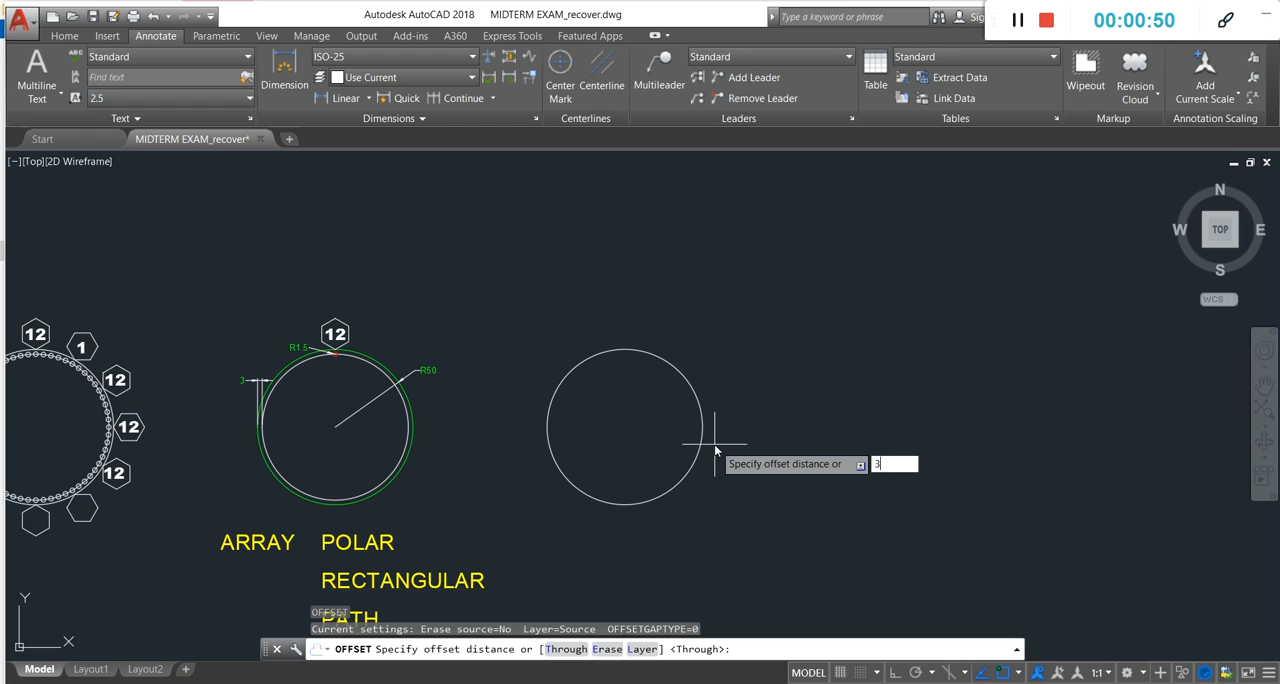 Autodesk AutoCAD 2018 MIDTERM EXAM_recover.dwg
Type a keyword or phrase
Sig
00:00:50
Home Insert Annotate Parametric View Manage Output Add-ins A360 Express Tools Featured Apps
A Multiline Text
ABC Standard
Find text
2.5
Text
Dimension
ISO-25
Use Current
Linear Quick Continue
Dimensions
Center Mark Centerline
Centerlines
Multileader
Standard
Add Leader
Remove Leader
Leaders
Table
Standard
Extract Data
Link Data
Tables
Wipeout Revision Cloud
Markup
Add Current Scale
Annotation Scaling
Start MIDTERM EXAM_recover*
[−][Top][2D Wireframe]
N
W TOP E
S
WCS
12
1
12
12
12
12
R1.5
3
R50
Specify offset distance or 3
ARRAY POLAR
RECTANGULAR
PATH
OFFSET
Current settings: Erase source=No Layer=Source OFFSETGAPTYPE=0
OFFSET Specify offset distance or [Through Erase Layer] <Through>:
Y
X
Model Layout1 Layout2
MODEL 1:1